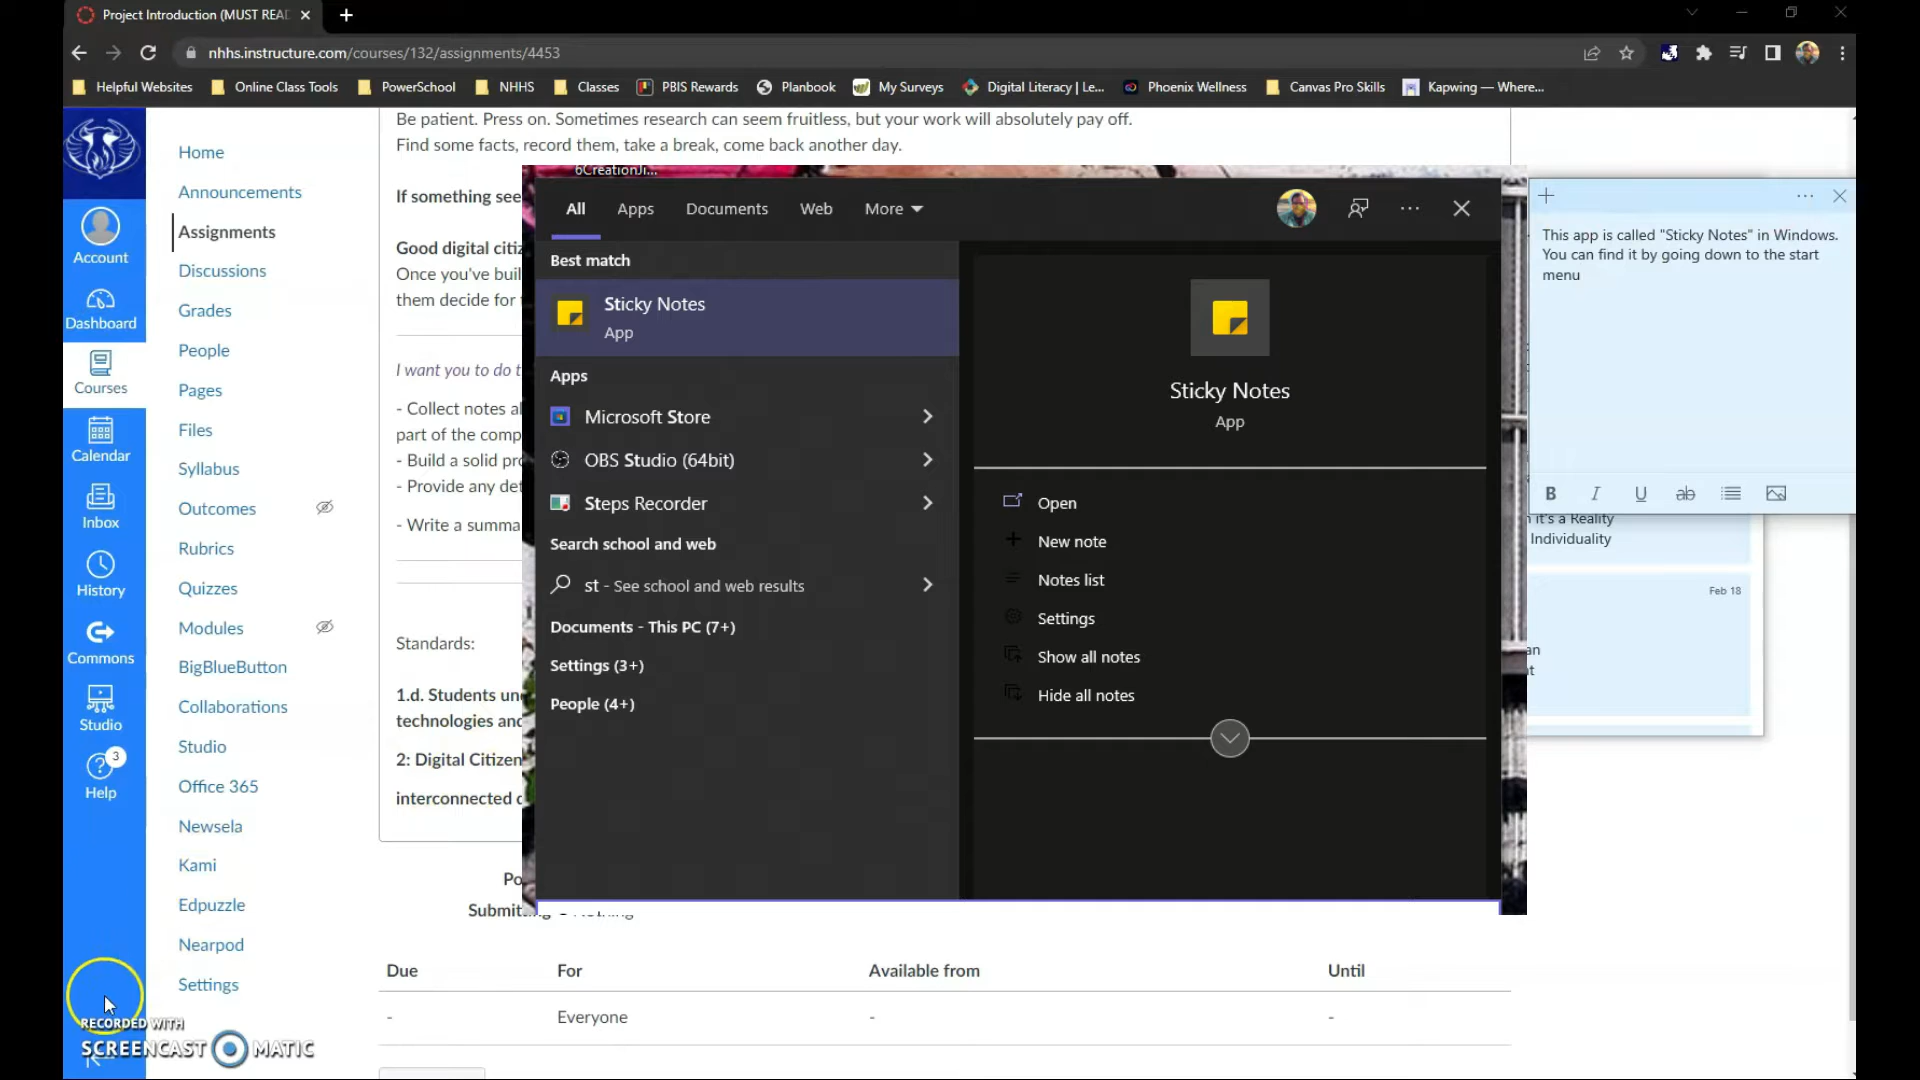 Project Introduction (MUST REA
nhhs.instructure.com/courses/132/assignments/4453
Helpful Websites
Online Class Tools
PowerSchool
NHHS
Classes
PBIS Rewards
Planbook
My Surveys
Digital Literacy | Le...
Phoenix Wellness
Canvas Pro Skills
Kapwing — Where...
Account
Dashboard
Courses
Calendar
Inbox
History
Commons
Studio
3
Help
Home
Announcements
Assignments
Discussions
Grades
People
Pages
Files
Syllabus
Outcomes
Rubrics
Quizzes
Modules
BigBlueButton
Collaborations
Studio
Office 365
Newsela
Kami
Edpuzzle
Nearpod
Settings
Be patient. Press on. Sometimes research can seem fruitless, but your work will absolutely pay off.
Find some facts, record them, take a break, come back another day.
If something see
Good digital citiz
Once you've buil
them decide for
I want you to do t
- Collect notes al
part of the comp
- Build a solid pro
- Provide any det
- Write a summa
Standards:
1.d. Students un
technologies and
2: Digital Citizen
interconnected
Po
Submitt
Due For Available from Until
- Everyone - -
6CreationJi...
All Apps Documents Web More
Best match
Sticky Notes
App
Apps
Microsoft Store
OBS Studio (64bit)
Steps Recorder
Search school and web
st - See school and web results
Documents - This PC (7+)
Settings (3+)
People (4+)
Sticky Notes
App
Open
New note
Notes list
Settings
Show all notes
Hide all notes
This app is called "Sticky Notes" in Windows.
You can find it by going down to the start
menu
B I U ab
it's a Reality
Individuality
Feb 18
an
t
RECORDED WITH
SCREENCAST MATIC